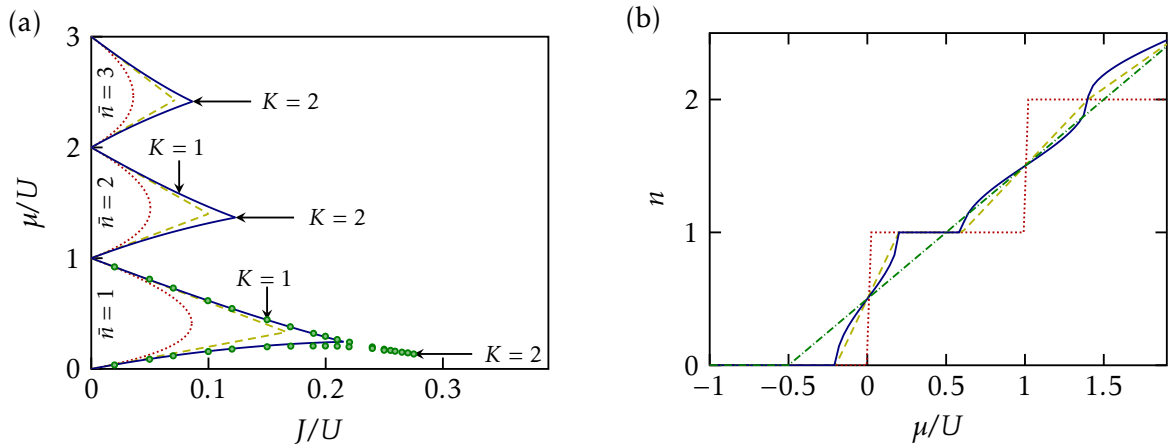 (a)
3
2
1
0
μ/U
n̄ = 3
n̄ = 2
n̄ = 1
K = 2
K = 1
K = 2
K = 1
K = 2
0 0.1 0.2 0.3
J/U
(b)
2
1
0
n
−1 −0.5 0 0.5 1 1.5
μ/U